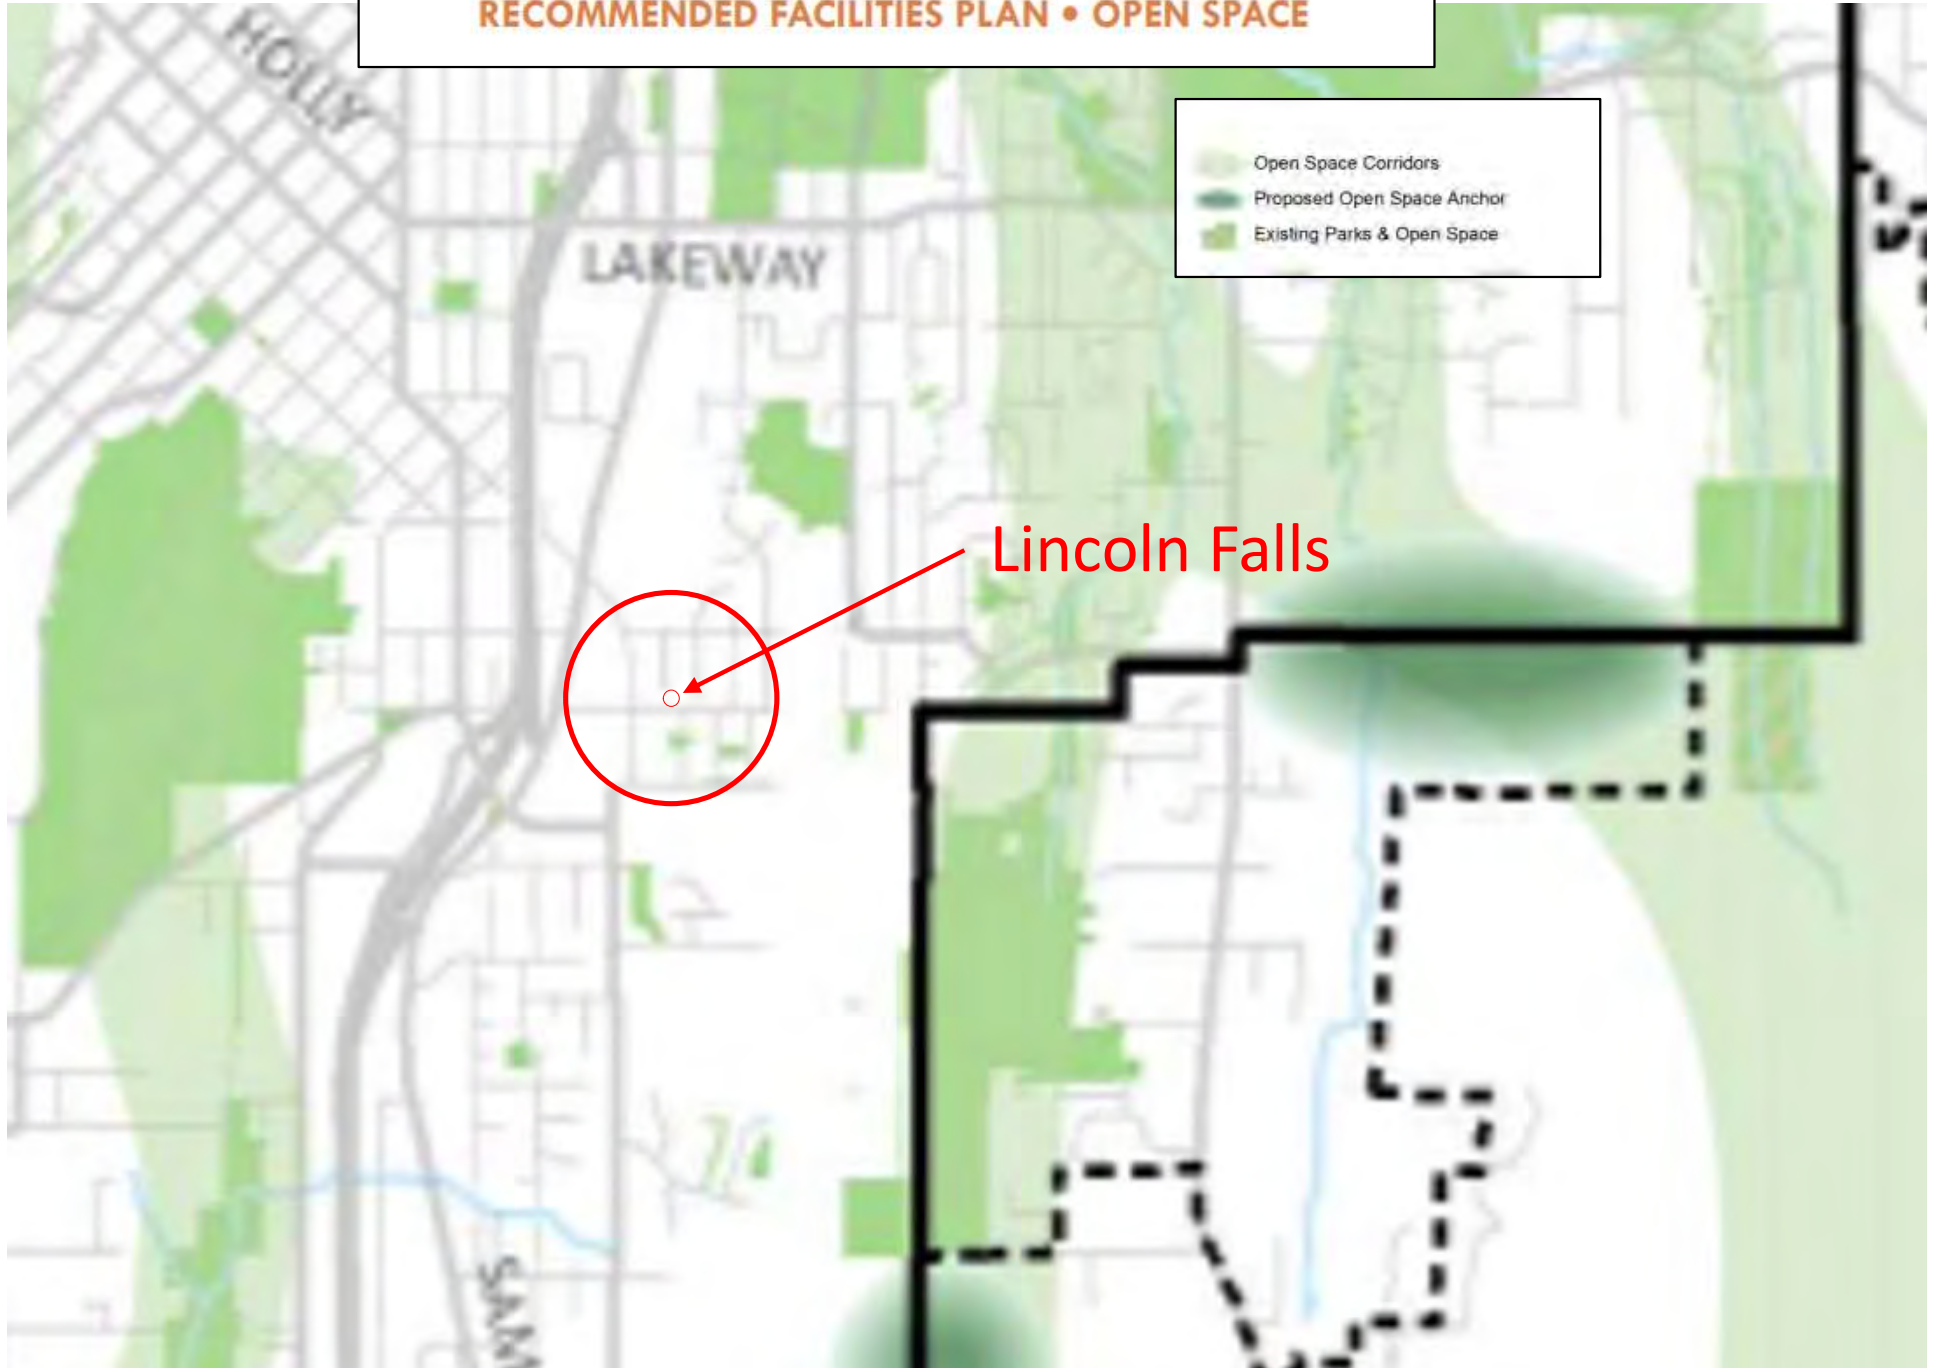 RECOMMENDED FACILITIES PLAN • OPEN SPACE
HOLLY
Open Space Corridors
Proposed Open Space Anchor
Existing Parks & Open Space
LAKEWAY
Lincoln Falls
SAM